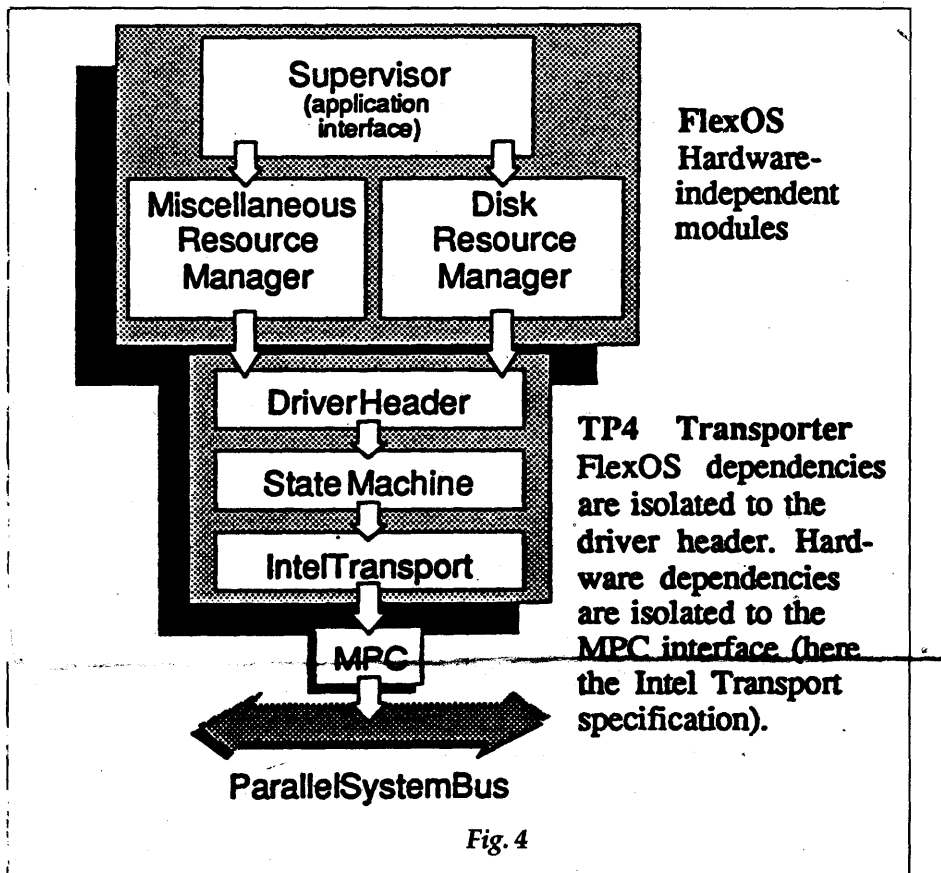 Supervisor
(application
interface)
Miscellaneous
Resource
Manager
Disk
Resource
Manager
FlexOS
Hardware-
independent
modules
DriverHeader
State Machine
IntelTransport
MPC
ParallelSystemBus
TP4 Transporter
FlexOS dependencies
are isolated to the
driver header. Hard-
ware dependencies
are isolated to the
MPC interface (here
the Intel Transport
specification).
Fig. 4